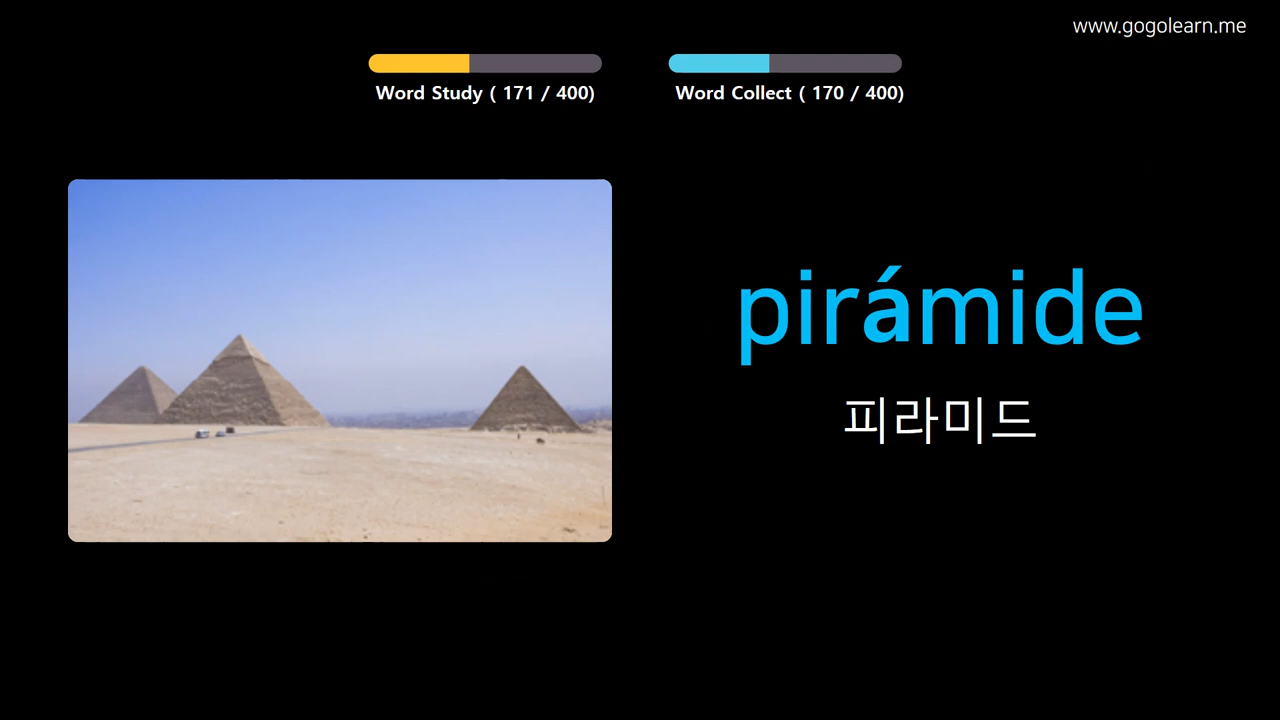 www.gogolearn.me
Word Study ( 171 / 400)
Word Collect ( 170 / 400)
pirámide
피라미드